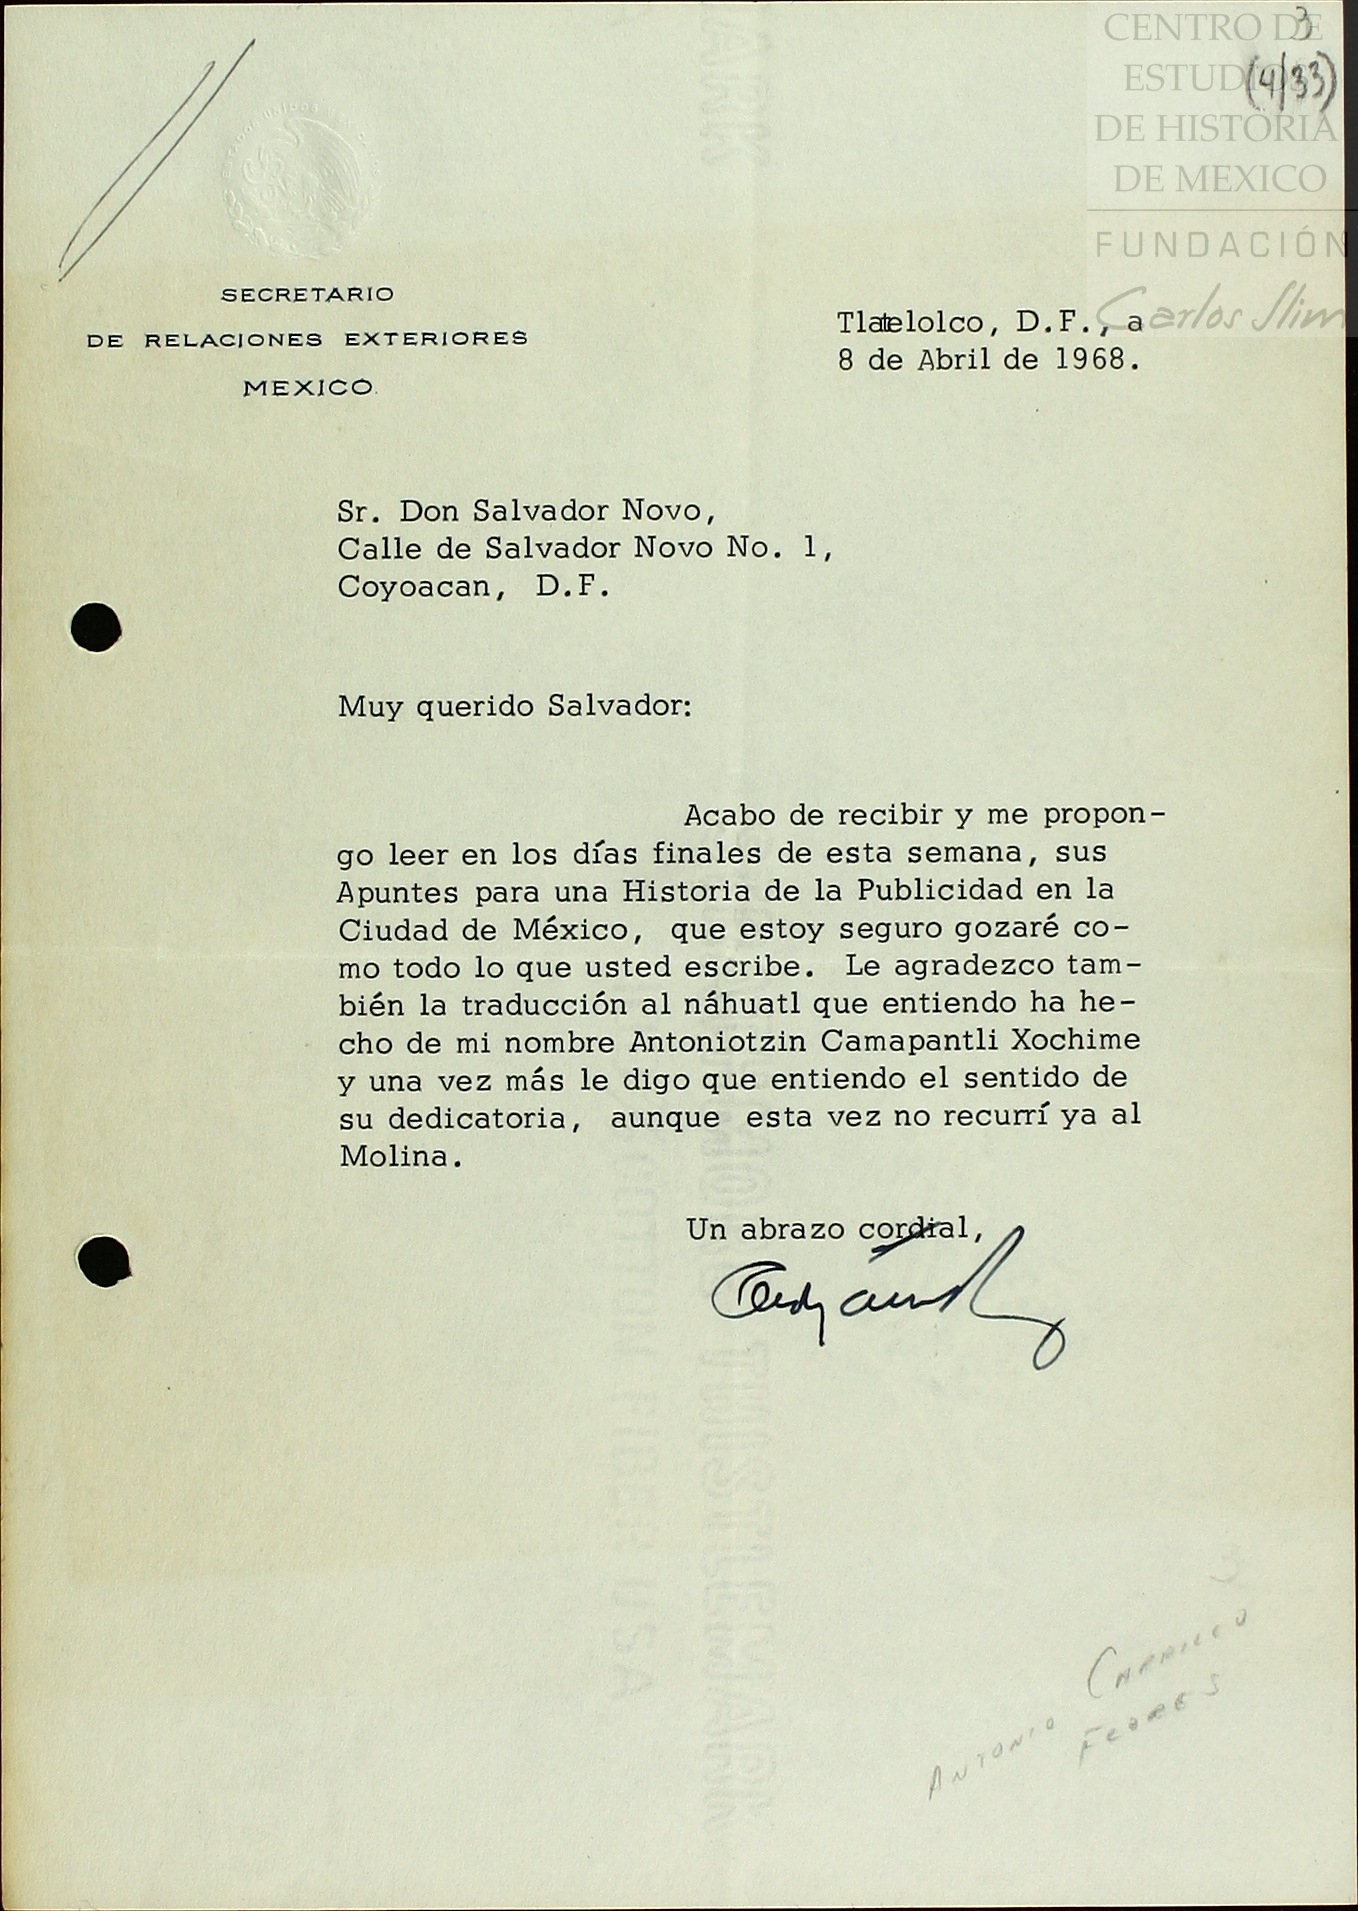 3
(4/33)
CENTRO DE
ESTUDIOS
DE HISTORIA
DE MEXICO
FUNDACIÓN
Carlos Slim
SECRETARIO
DE RELACIONES EXTERIORES
MEXICO.
Tlatelolco, D.F., a
8 de Abril de 1968.
Sr. Don Salvador Novo,
Calle de Salvador Novo No. 1,
Coyoacan, D.F.
Muy querido Salvador:
Acabo de recibir y me propon-
go leer en los días finales de esta semana, sus
Apuntes para una Historia de la Publicidad en la
Ciudad de México, que estoy seguro gozaré co-
mo todo lo que usted escribe. Le agradezco tam-
bién la traducción al náhuatl que entiendo ha he-
cho de mi nombre Antoniotzin Camapantli Xochime
y una vez más le digo que entiendo el sentido de
su dedicatoria, aunque esta vez no recurrí ya al
Molina.
Un abrazo cordial,
ANTONIO CARRILLO
FLORES